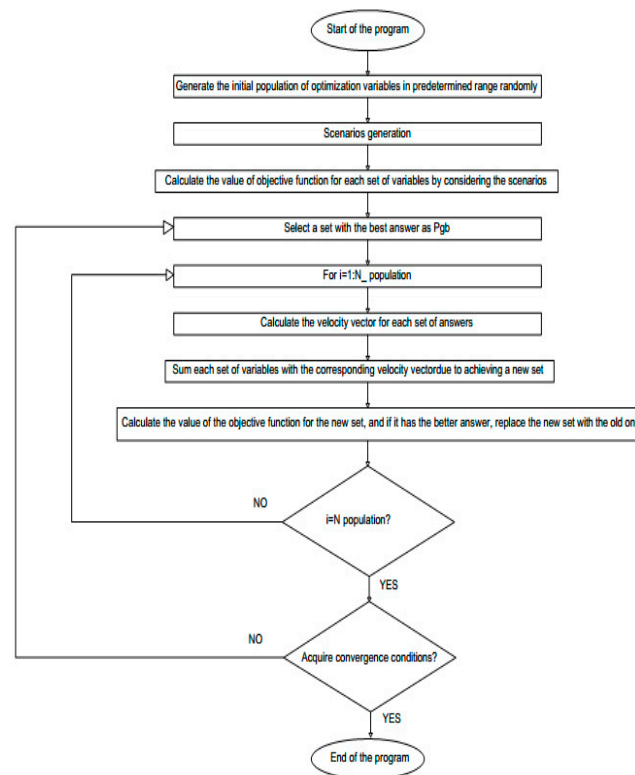 Start of the program
Generate the initial population of optimization variables in predetermined range randomly
Scenarios generation
Calculate the value of objective function for each set of variables by considering the scenarios
Select a set with the best answer as Pgb
For i=1:N_ population
Calculate the velocity vector for each set of answers
Sum each set of variables with the corresponding velocity vectordue to achieving a new set
Calculate the value of the objective function for the new set, and if it has the better answer, replace the new set with the old on
NO
i=N population?
YES
NO
Acquire convergence conditions?
YES
End of the program